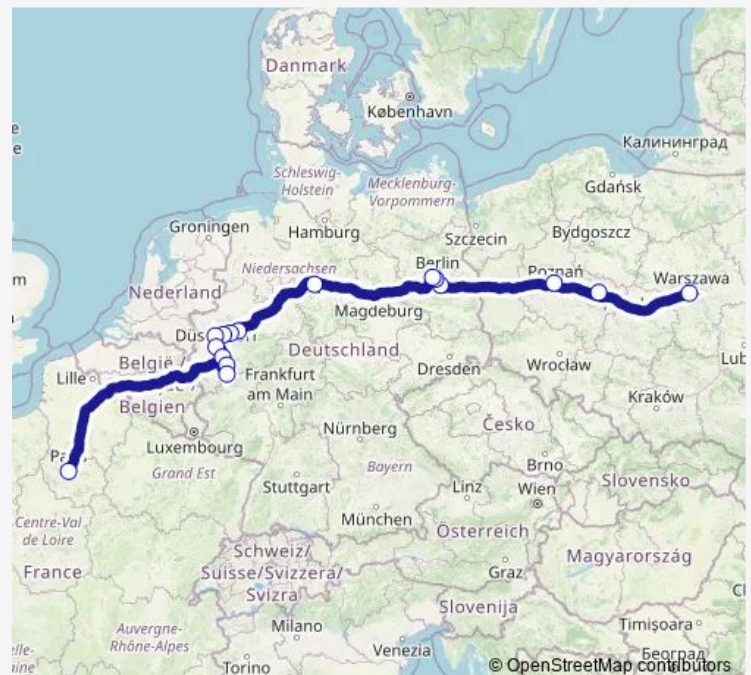 Danmark
København
Калининград
Schleswig-
Holstein
Mecklenburg-
Vorpommern
Gdańsk
Groningen
Hamburg
Szczecin
Bydgoszcz
Niedersachsen
Berlin
Poznań
Warszawa
Nederland
Magdeburg
België /
Deutschland
Lille
Belgien
Frankfurt
am Main
Dresden
Wrocław
Kraków
Luxembourg
Nürnberg
Česko
Grand Est
Bayern
Brno
Slovensko
Stuttgart
Linz
Wien
Centre-Val
de Loire
München
Österreich
Magyarország
France
Schweiz/
Suisse/Svizzera/
Svizra
Graz
Slovenija
Auvergne-
Rhône-Alpes
Milano
Timișoara
Venezia
Београд
Torino
© OpenStreetMap contributors